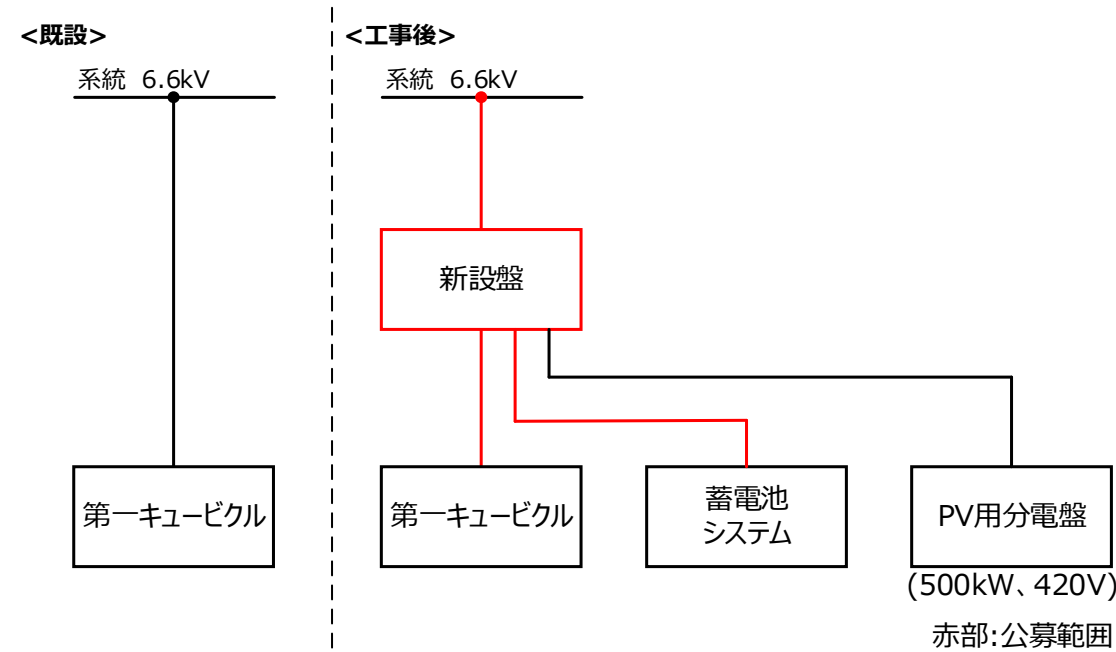 <既設>
系統 6.6kV
第一キュービクル
<工事後>
系統 6.6kV
新設盤
第一キュービクル
蓄電池
システム
PV用分電盤
(500kW、420V)
赤部:公募範囲